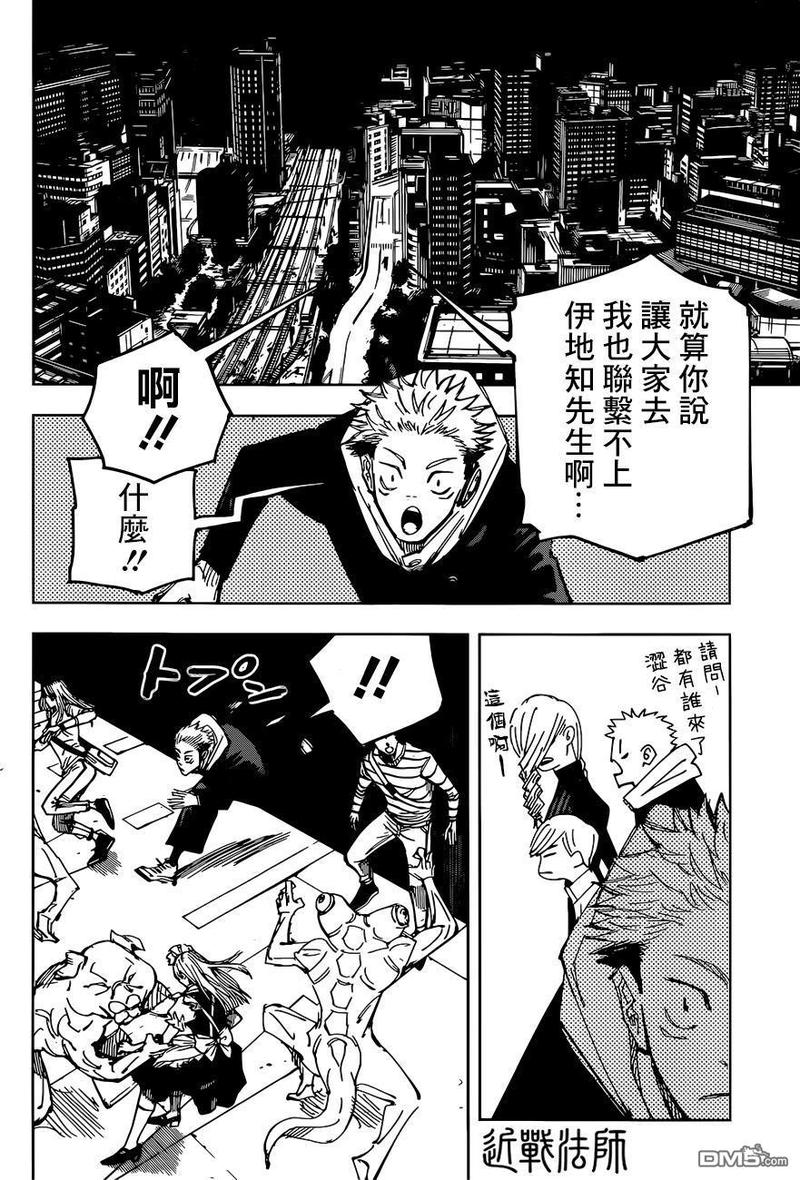 就算你說
讓大家去
我也聯繫不上
伊地知先生啊…
啊!!
什麼!!
請問─
都有誰來
澀谷
這個啊─
!!
トプン
近戰法師
DM5.com